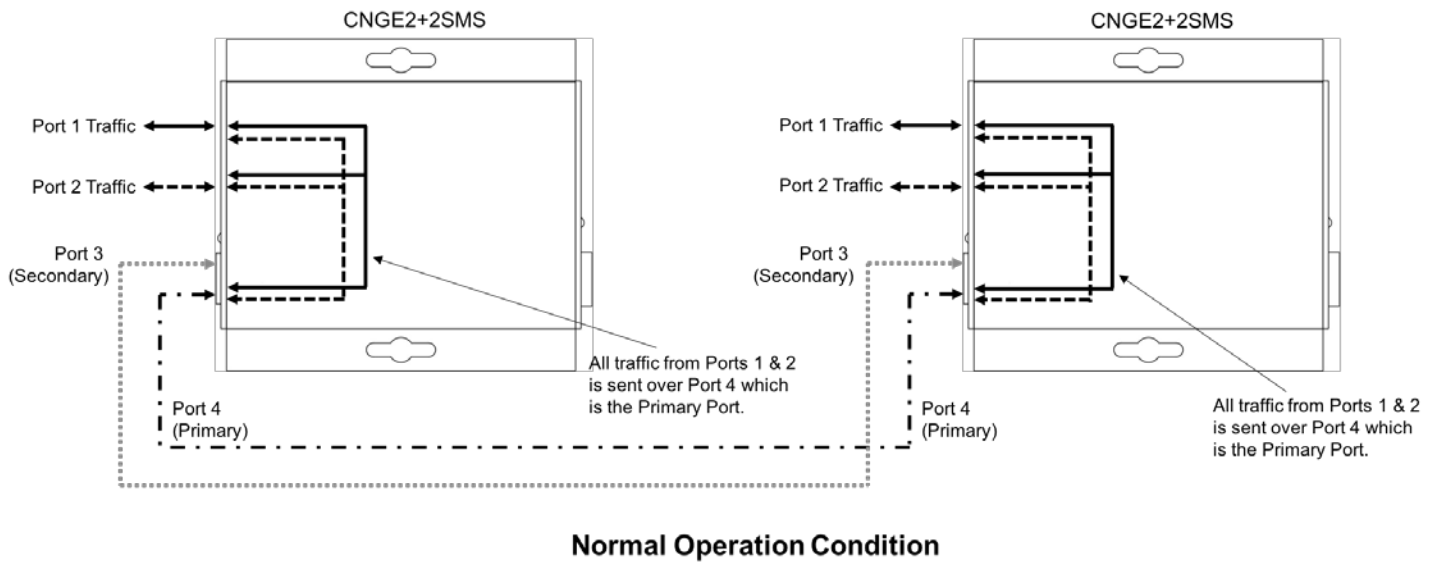 CNGE2+2SMS
Port 1 Traffic
Port 2 Traffic
Port 3
(Secondary)
Port 4
(Primary)
All traffic from Ports 1 & 2
is sent over Port 4 which
is the Primary Port.
CNGE2+2SMS
Port 1 Traffic
Port 2 Traffic
Port 3
(Secondary)
Port 4
(Primary)
All traffic from Ports 1 & 2
is sent over Port 4 which
is the Primary Port.
Normal Operation Condition